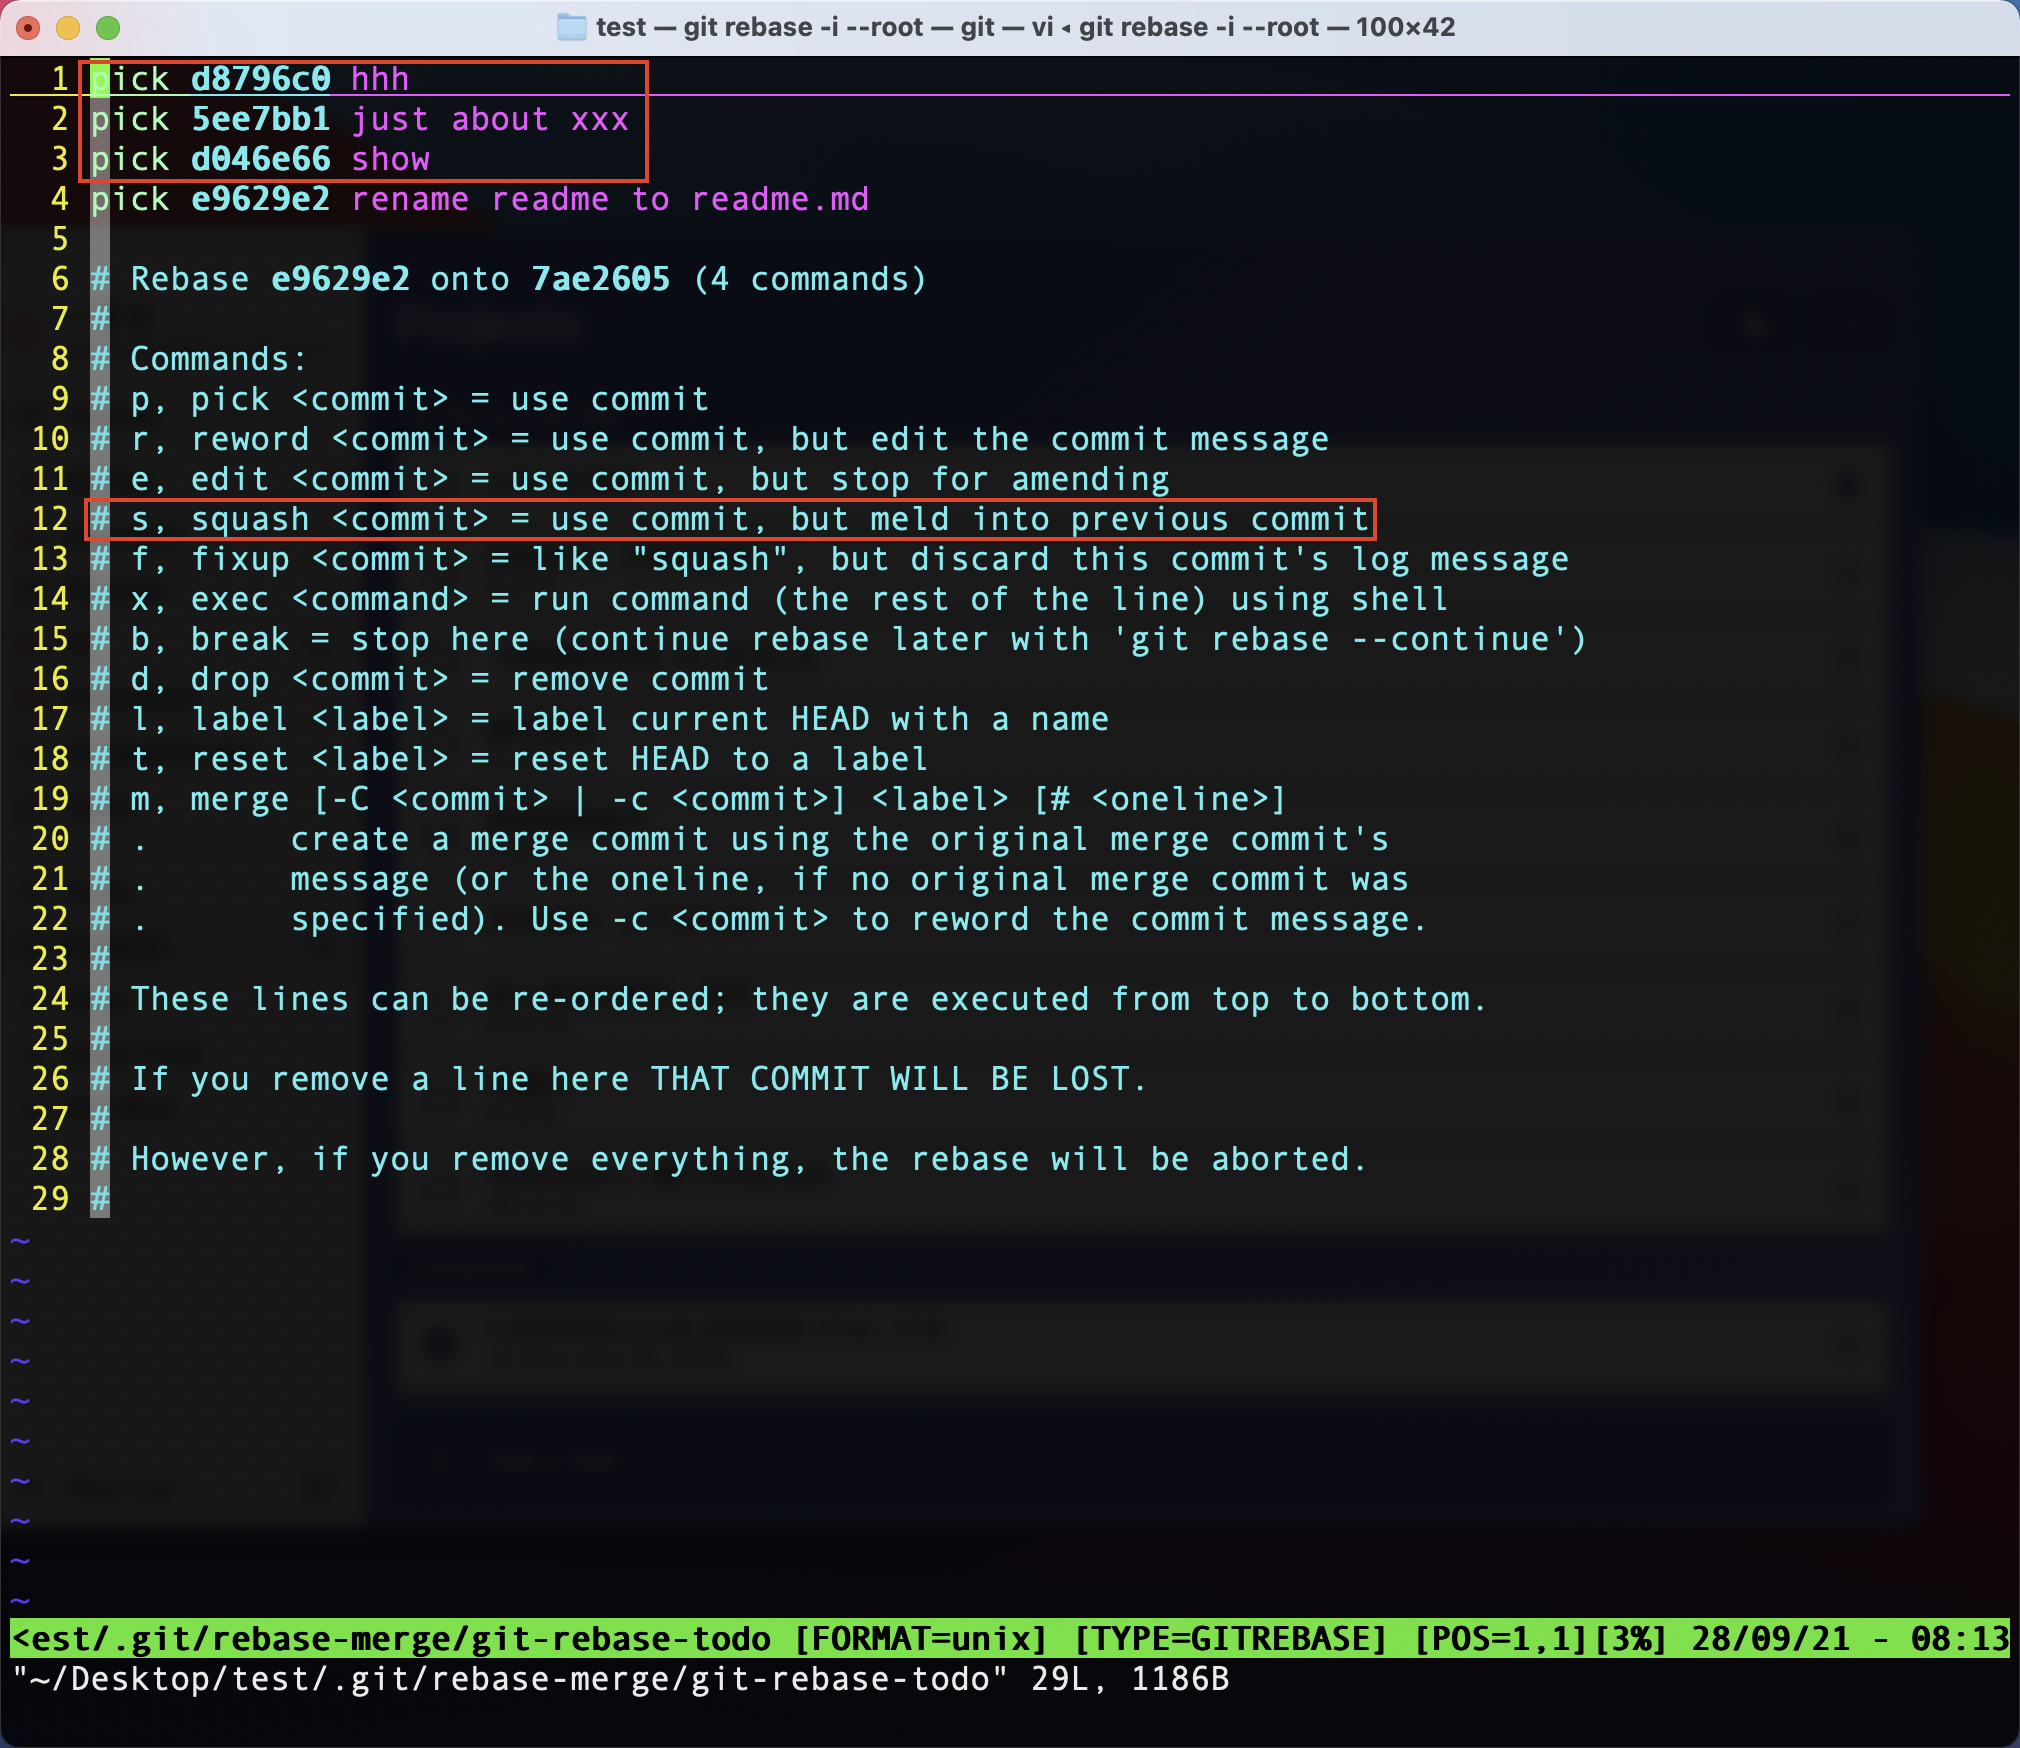 test — git rebase -i --root — git — vi ◂ git rebase -i --root — 100×42
1 pick d8796c0 hhh
2 pick 5ee7bb1 just about xxx
3 pick d046e66 show
4 pick e9629e2 rename readme to readme.md
5
6 # Rebase e9629e2 onto 7ae2605 (4 commands)
7 #
8 # Commands:
9 # p, pick <commit> = use commit
10 # r, reword <commit> = use commit, but edit the commit message
11 # e, edit <commit> = use commit, but stop for amending
12 # s, squash <commit> = use commit, but meld into previous commit
13 # f, fixup <commit> = like "squash", but discard this commit's log message
14 # x, exec <command> = run command (the rest of the line) using shell
15 # b, break = stop here (continue rebase later with 'git rebase --continue')
16 # d, drop <commit> = remove commit
17 # l, label <label> = label current HEAD with a name
18 # t, reset <label> = reset HEAD to a label
19 # m, merge [-C <commit> | -c <commit>] <label> [# <oneline>]
20 # .       create a merge commit using the original merge commit's
21 # .       message (or the oneline, if no original merge commit was
22 # .       specified). Use -c <commit> to reword the commit message.
23 #
24 # These lines can be re-ordered; they are executed from top to bottom.
25 #
26 # If you remove a line here THAT COMMIT WILL BE LOST.
27 #
28 # However, if you remove everything, the rebase will be aborted.
29 #
~
~
~
~
~
~
~
~
~
~
<est/.git/rebase-merge/git-rebase-todo [FORMAT=unix] [TYPE=GITREBASE] [POS=1,1][3%] 28/09/21 - 08:13
"~/Desktop/test/.git/rebase-merge/git-rebase-todo" 29L, 1186B